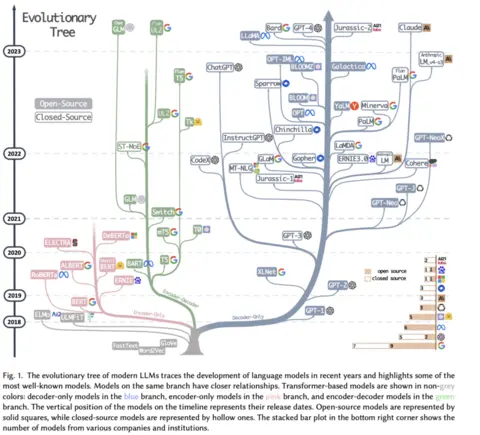 Evolutionary
Tree
Open-Source
Closed-Source
2023
2022
2021
2020
2019
2018
GLM
UL2
T5
UL2
Tk
ST-MoE
GLM
Switch
mT5
T0
BART
T5
Encoder-Decoder
ELECTRA
DeBERTa
ALBERT
BERT
RoBERTa
ERNIE
BERT
Encoder-Only
ELMo
AI2
ULMFiT
FastText
GloVe
Word2Vec
Bard
GPT-4
Jurassic-2
AI21
Claude
LLaMA
Anthropic
LM_v4-s3
ChatGPT
OPT-IML
BLOOMZ
Galactica
Flan
PaLM
Sparrow
BLOOM
YaLM
Minerva
OPT
PaLM
Chinchilla
InstructGPT
GPT-NeoX
CodeX
GLaM
Gopher
LaMDA
ERNIE3.0
LM
Cohere
MT-NLG
Jurassic-1
GPT-J
GPT-Neo
GPT-3
XLNet
GPT-2
GPT-1
Decoder-Only
open source
closed source
Fig. 1. The evolutionary tree of modern LLMs traces the development of language models in recent years and highlights some of
the most well-known models. Models on the same branch have closer relationships. Transformer-based models are shown in non-grey
colors: decoder-only models in the blue branch, encoder-only models in the pink branch, and encoder-decoder models in the green
branch. The vertical position of the models on the timeline represents their release dates. Open-source models are represented by
solid squares, while closed-source models are represented by hollow ones. The stacked bar plot in the bottom right corner shows the
number of models from various companies and institutions.